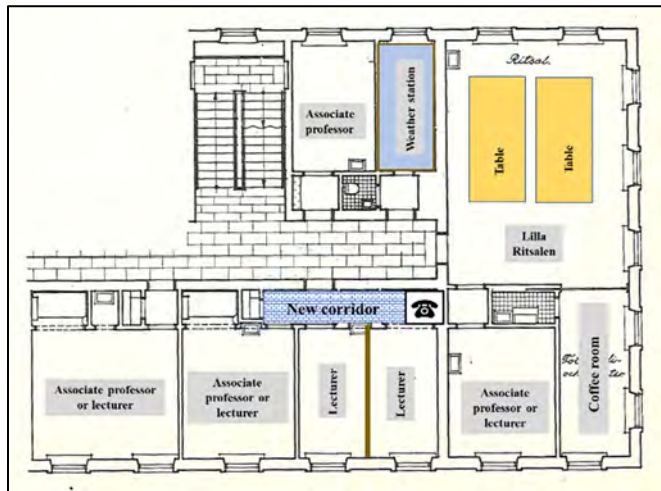 Ritsal.
Associate
professor
Weather station
Table
Table
Lilla
Ritsalen
New corridor
Associate professor
or lecturer
Associate
professor or
lecturer
Lecturer
Lecturer
Associate
professor or
lecturer
Coffee room